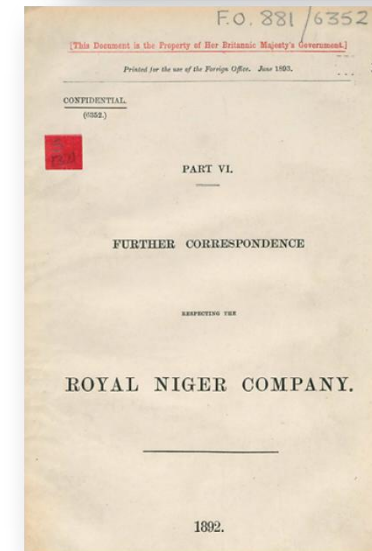 F.O. 881/6352
[This Document is the Property of Her Britannic Majesty's Government.]
Printed for the use of the Foreign Office. June 1893.
CONFIDENTIAL.
(6352.)
PART VI.
FURTHER CORRESPONDENCE
RESPECTING THE
ROYAL NIGER COMPANY.
1892.